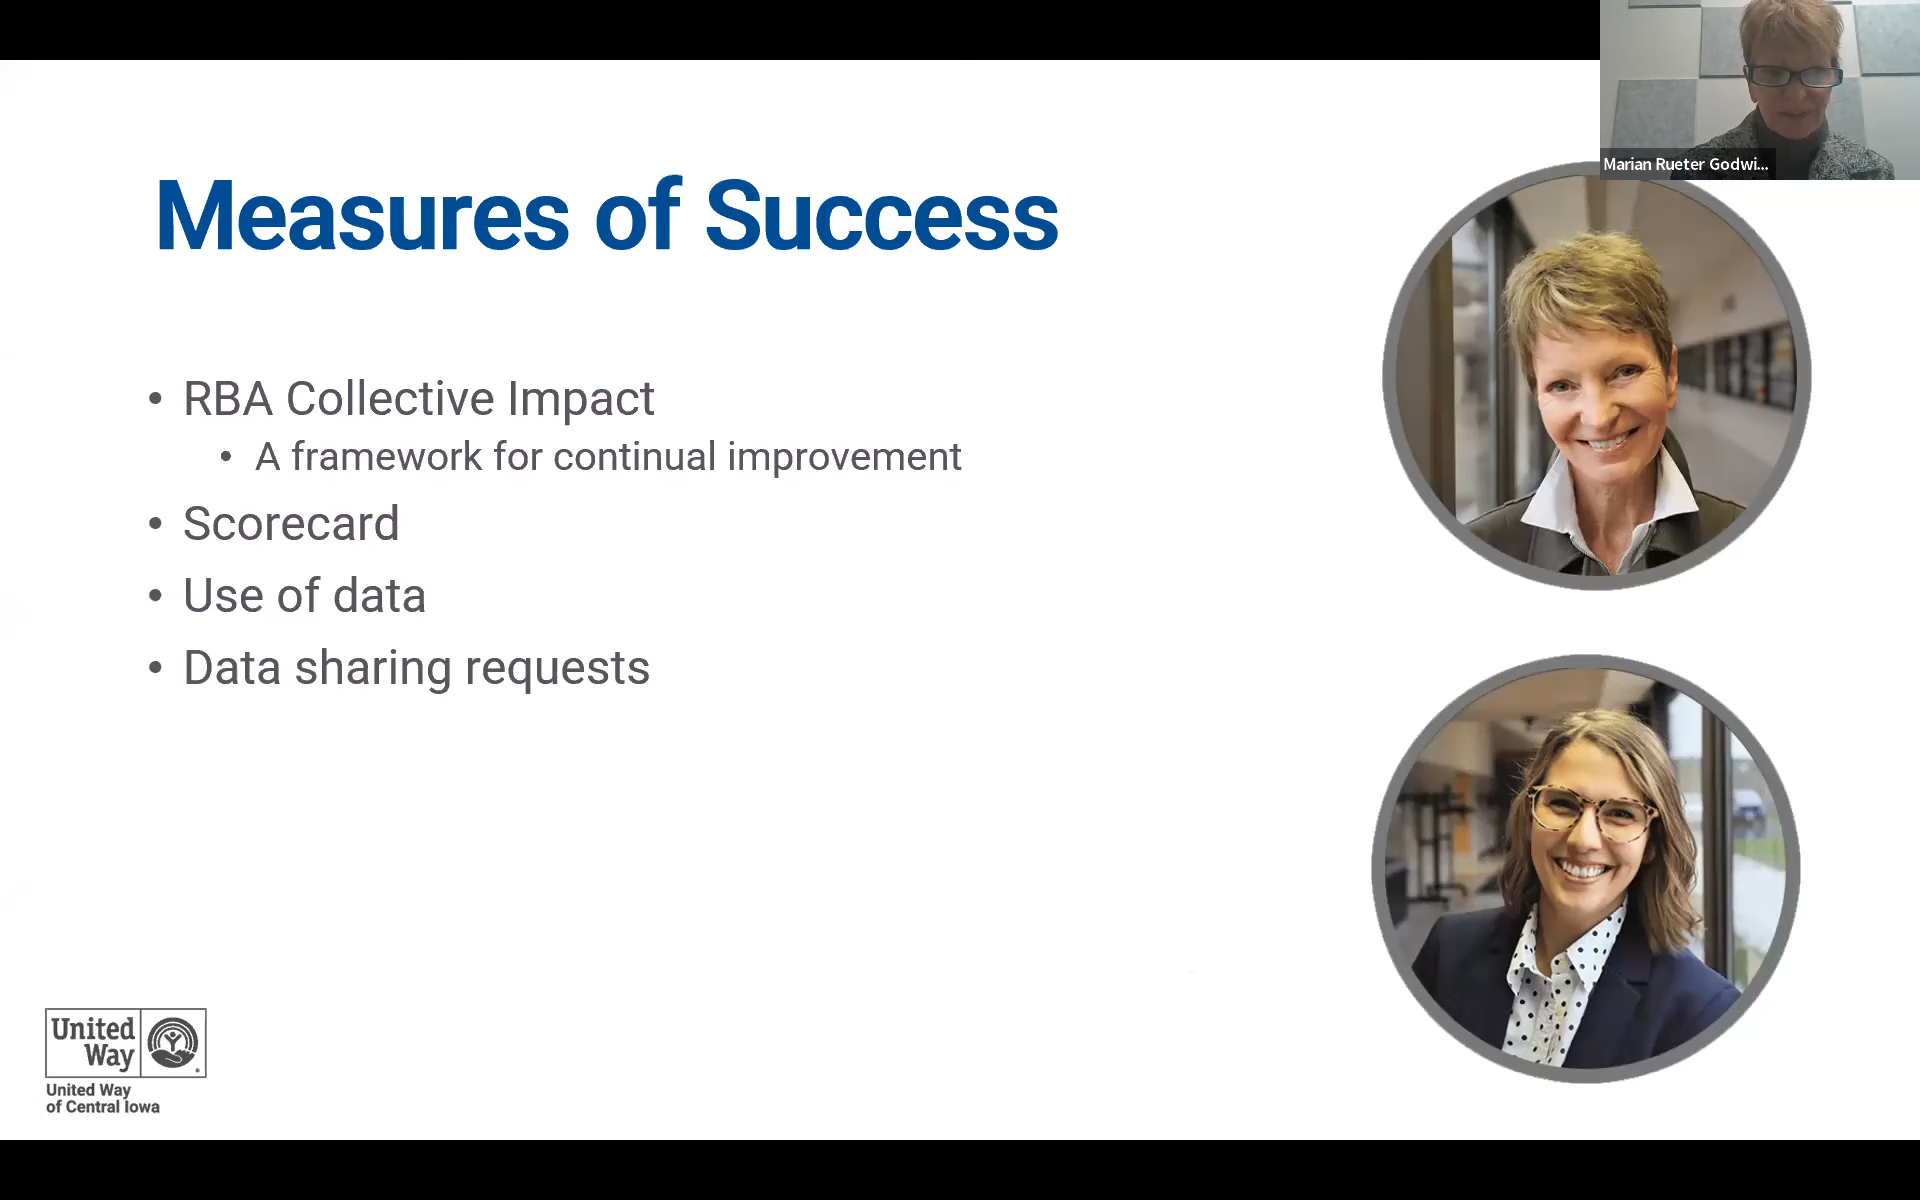 Marian Rueter Godwi...
Measures of Success
• RBA Collective Impact
• A framework for continual improvement
• Scorecard
• Use of data
• Data sharing requests
United
Way
United Way
of Central Iowa